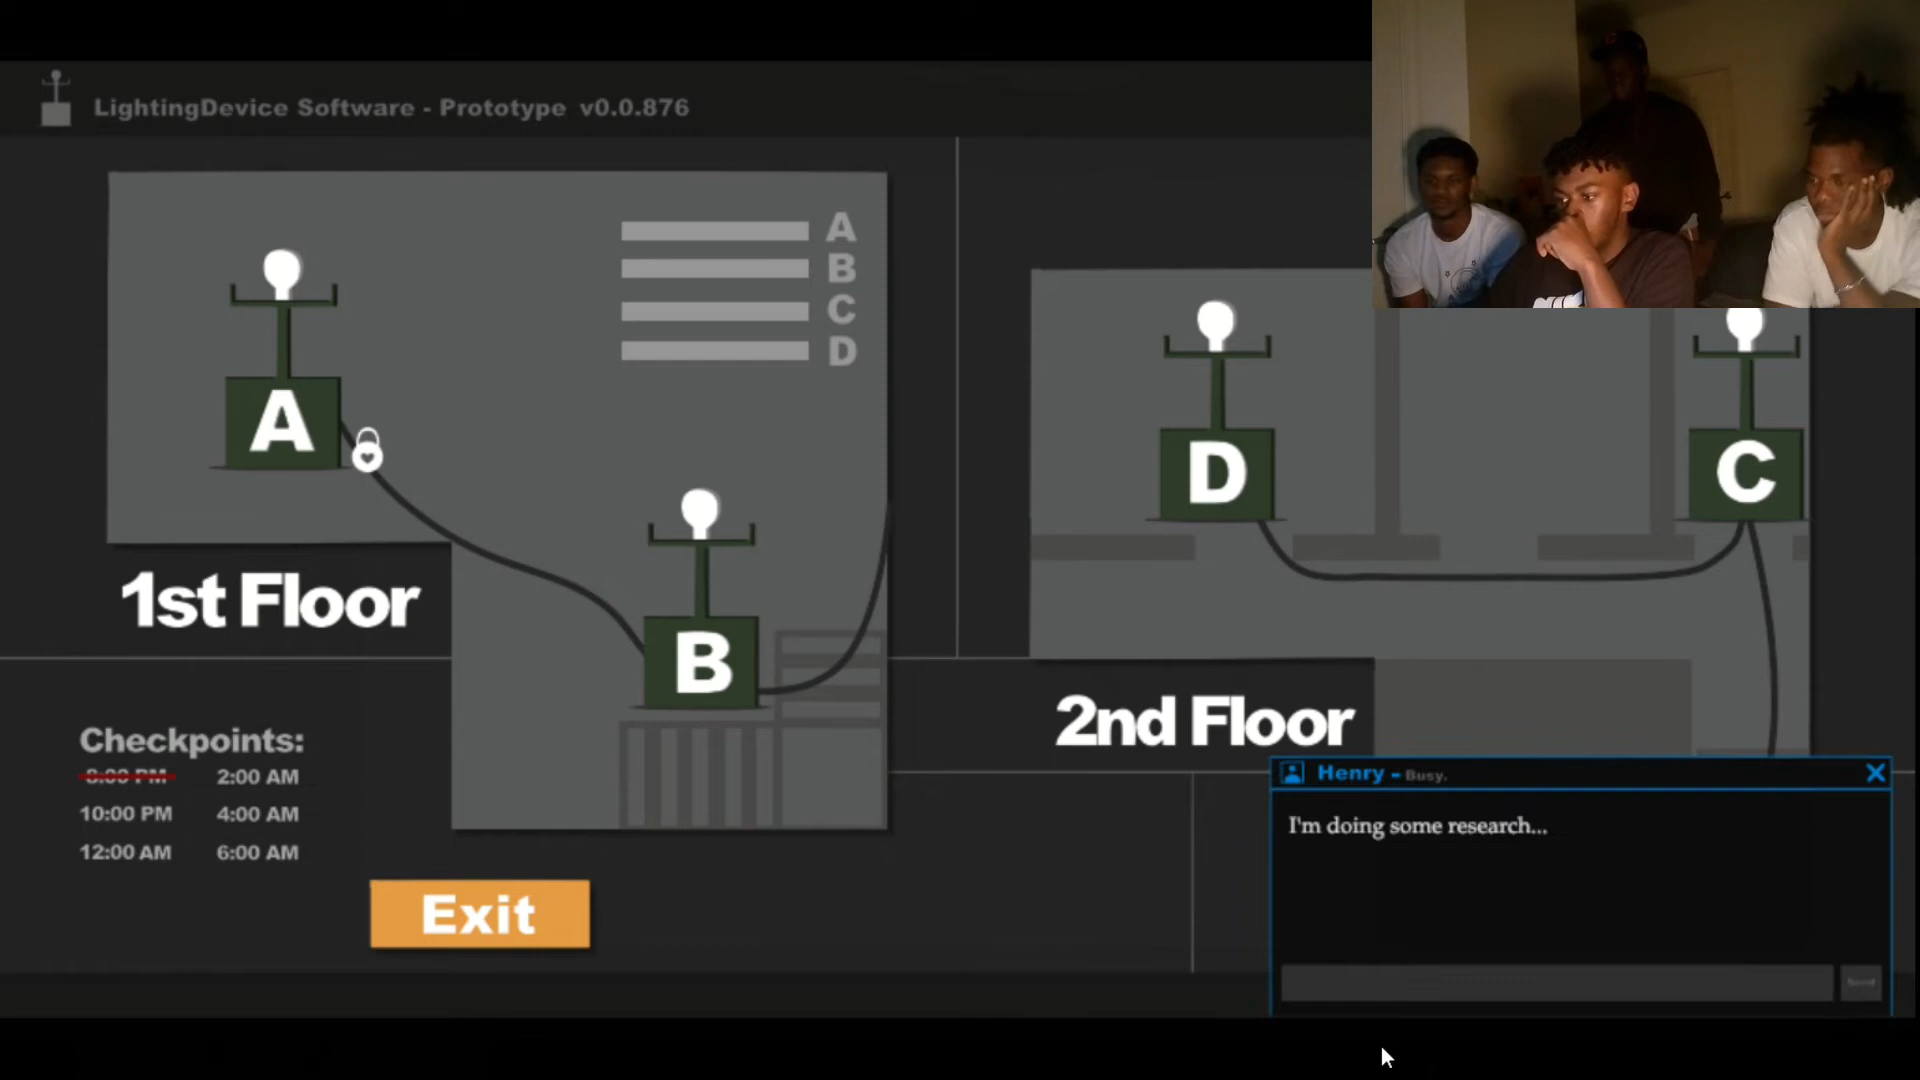 LightingDevice Software - Prototype v0.0.876
A
B
C
D
A
B
1st Floor
D
C
2nd Floor
Checkpoints:
8:00 PM 2:00 AM
10:00 PM 4:00 AM
12:00 AM 6:00 AM
Exit
Henry - Busy.
I'm doing some research...
Send